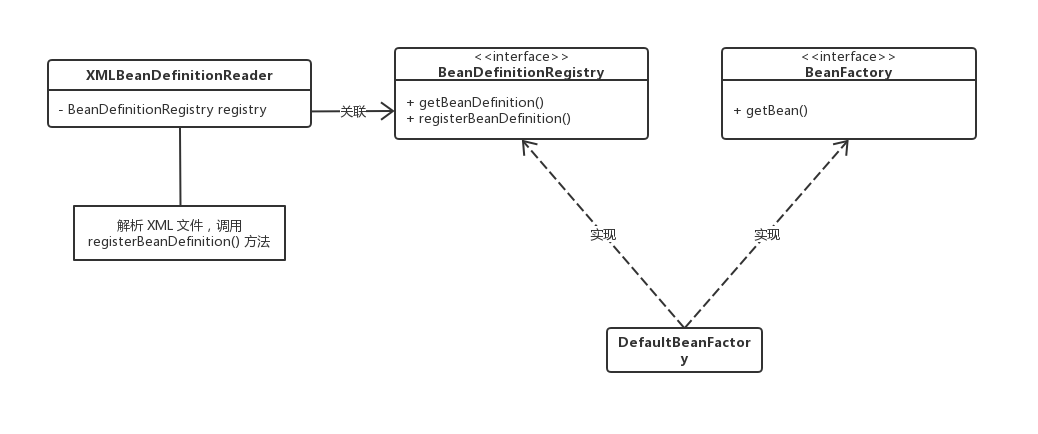 XMLBeanDefinitionReader
- BeanDefinitionRegistry registry
关联
<<interface>>
BeanDefinitionRegistry
+ getBeanDefinition()
+ registerBeanDefinition()
<<interface>>
BeanFactory
+ getBean()
解析 XML 文件，调用
registerBeanDefinition() 方法
实现
实现
DefaultBeanFactor
y